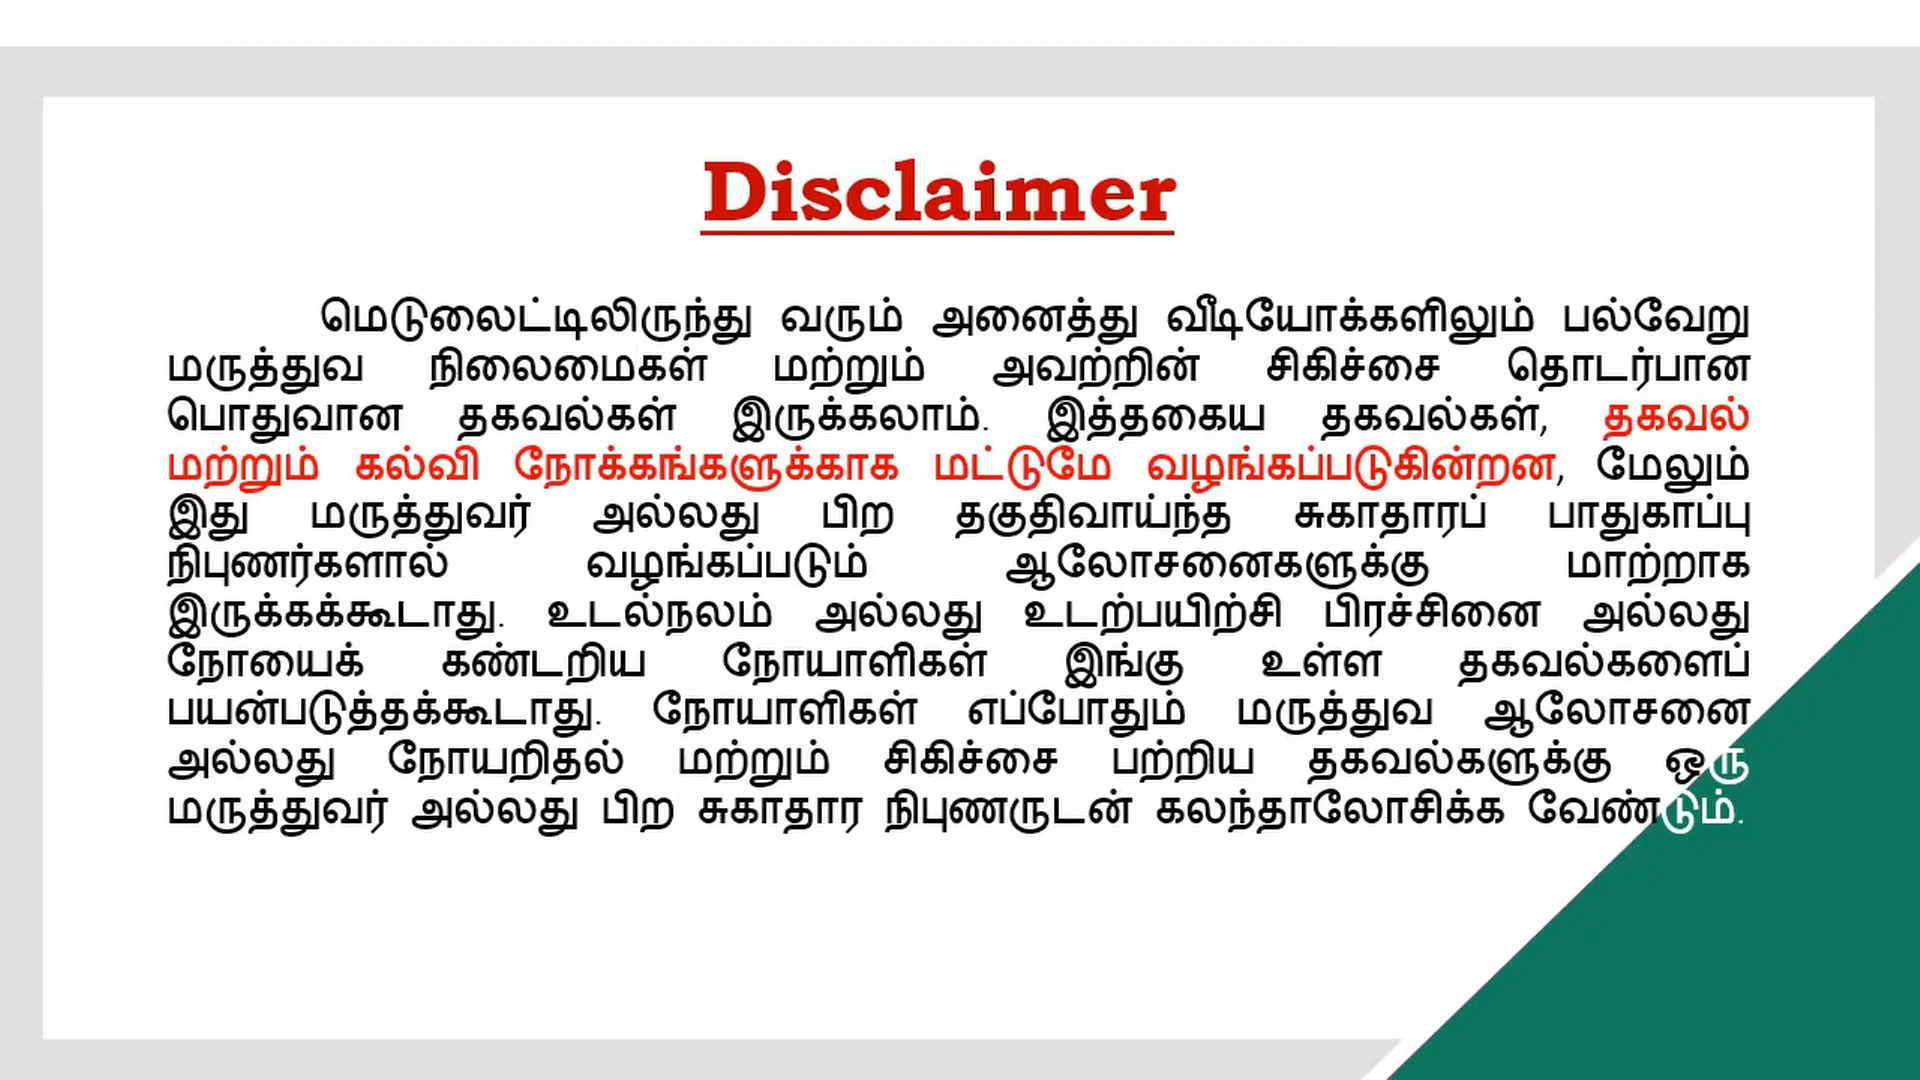 Disclaimer
மெடுலைட்டிலிருந்து வரும் அனைத்து வீடியோக்களிலும் பல்வேறு
மருத்துவ நிலைமைகள் மற்றும் அவற்றின் சிகிச்சை தொடர்பான
பொதுவான தகவல்கள் இருக்கலாம். இத்தகைய தகவல்கள், தகவல்
மற்றும் கல்வி நோக்கங்களுக்காக மட்டுமே வழங்கப்படுகின்றன, மேலும்
இது மருத்துவர் அல்லது பிற தகுதிவாய்ந்த சுகாதாரப் பாதுகாப்பு
நிபுணர்களால் வழங்கப்படும் ஆலோசனைகளுக்கு மாற்றாக
இருக்கக்கூடாது. உடல்நலம் அல்லது உடற்பயிற்சி பிரச்சினை அல்லது
நோயைக் கண்டறிய நோயாளிகள் இங்கு உள்ள தகவல்களைப்
பயன்படுத்தக்கூடாது. நோயாளிகள் எப்போதும் மருத்துவ ஆலோசனை
அல்லது நோயறிதல் மற்றும் சிகிச்சை பற்றிய தகவல்களுக்கு ஒரு
மருத்துவர் அல்லது பிற சுகாதார நிபுணருடன் கலந்தாலோசிக்க வேண்டும்.